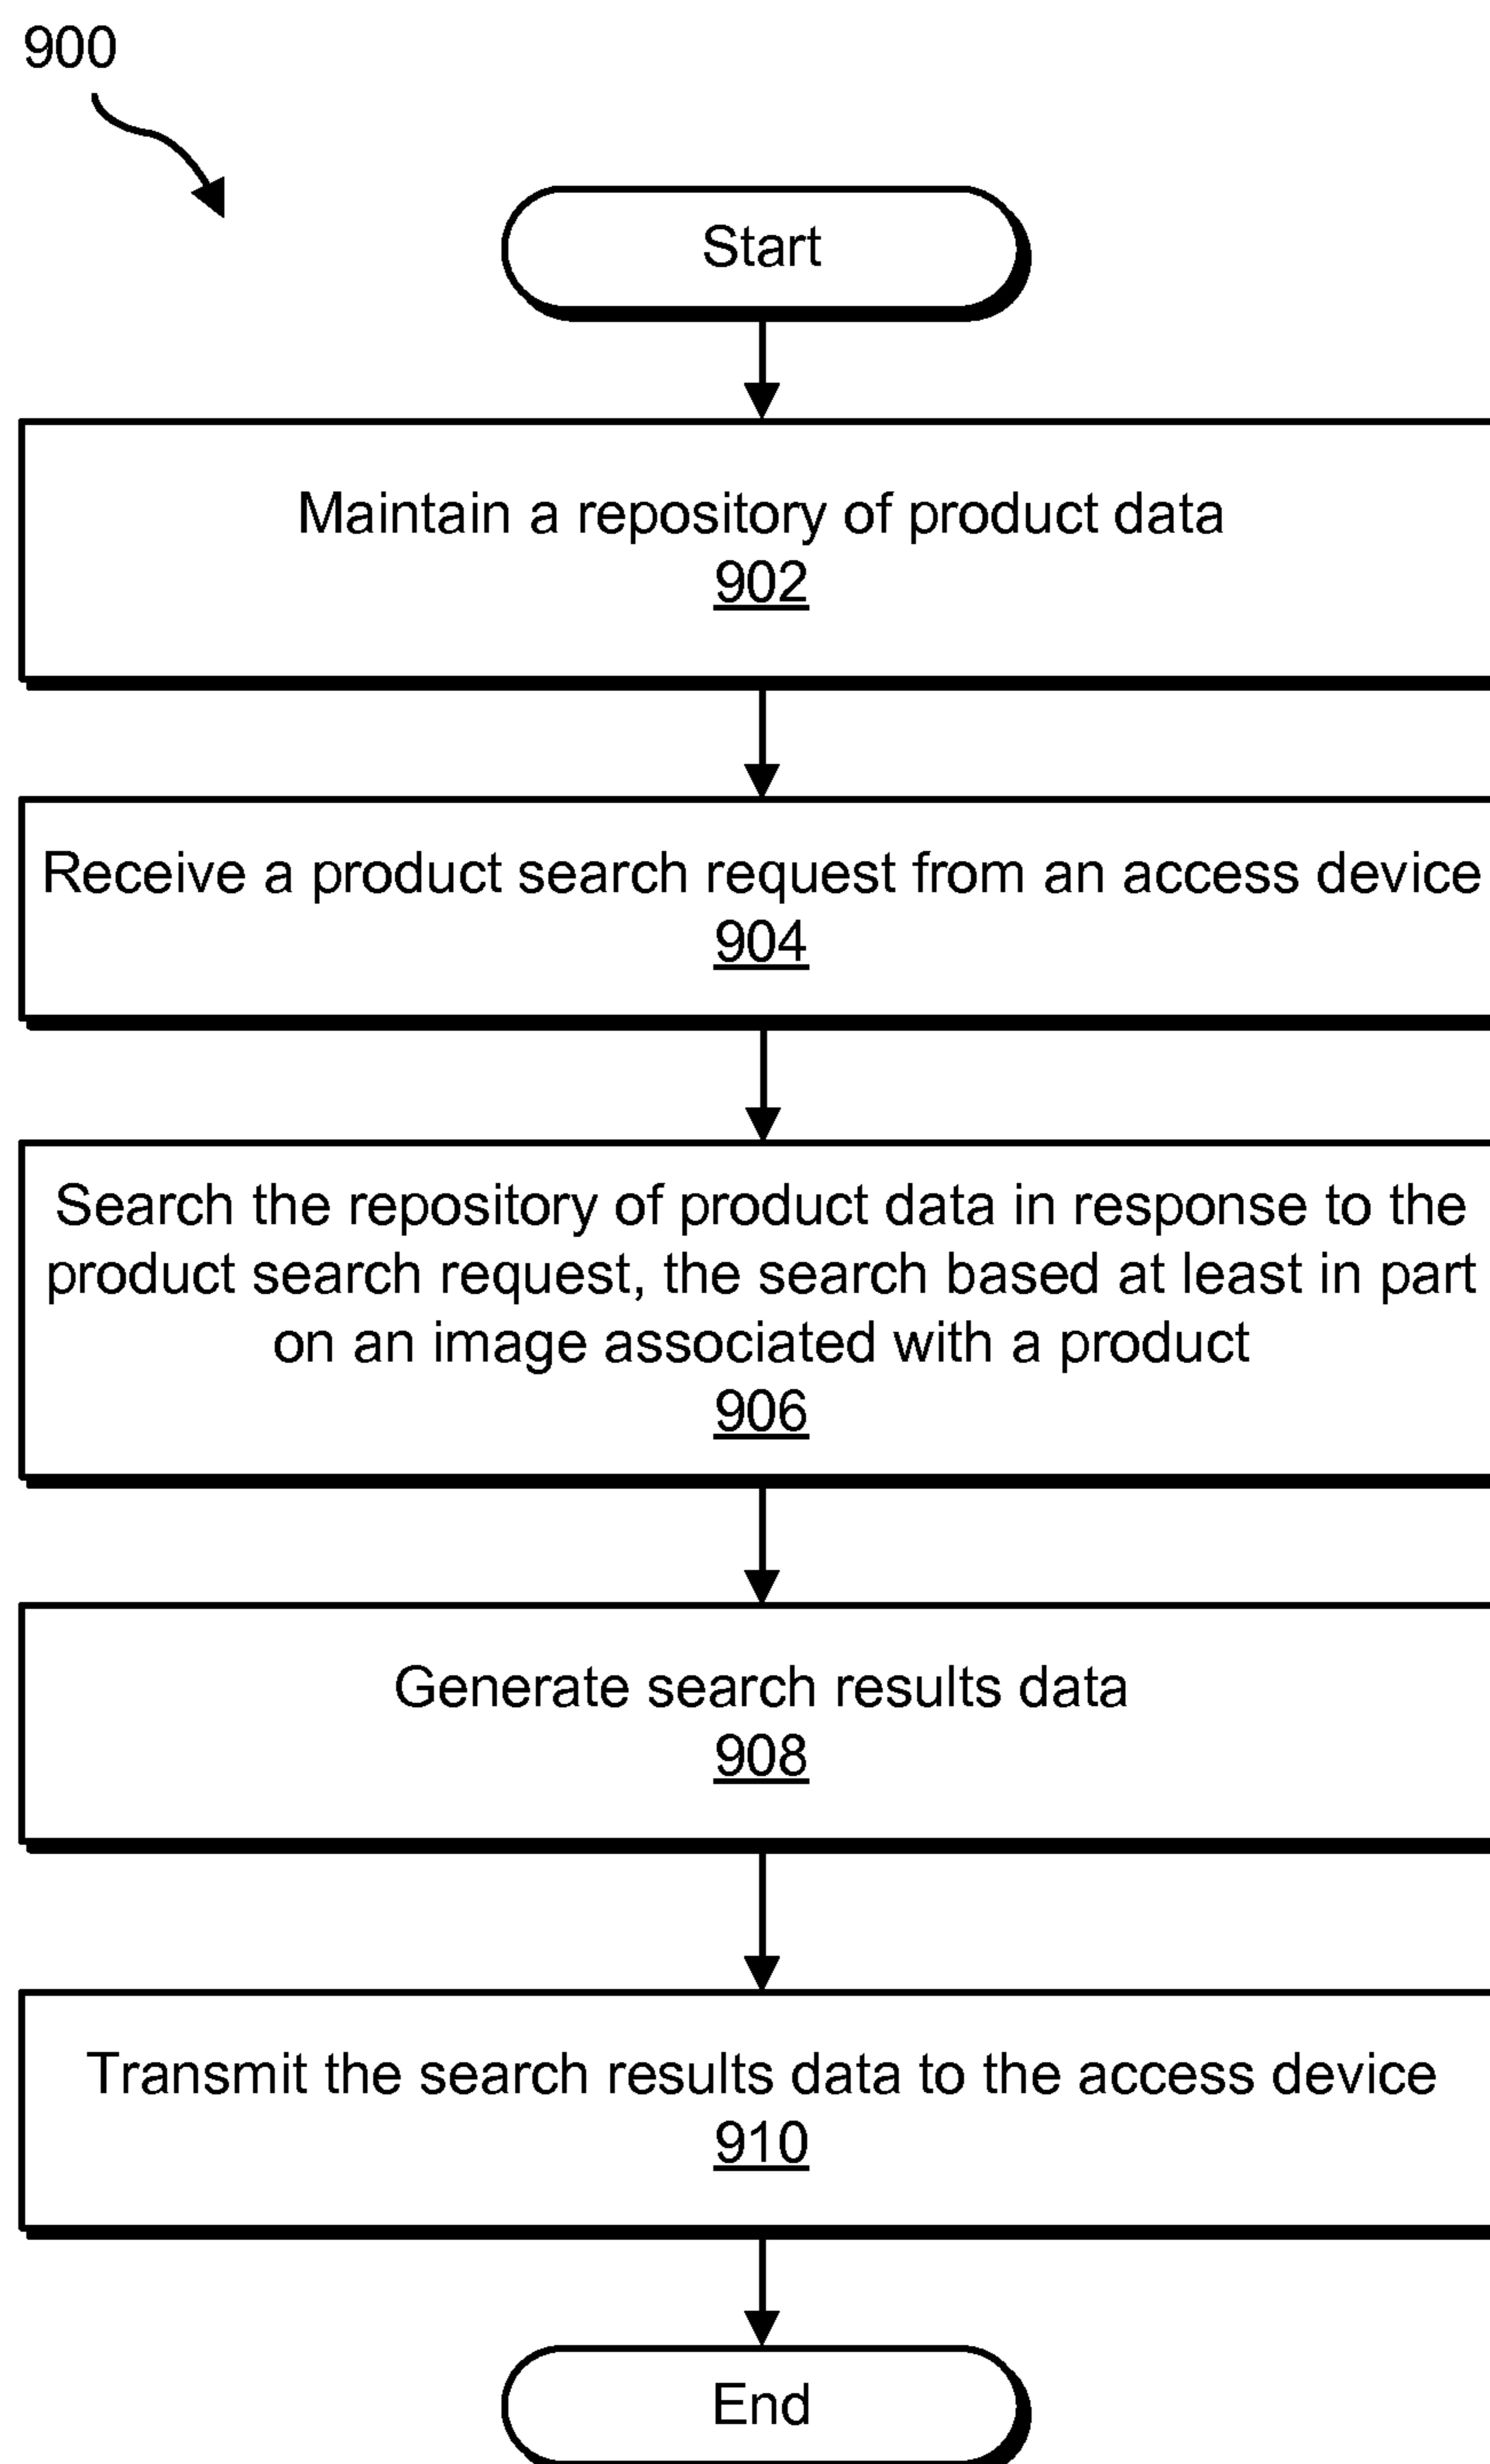 900
Start
Maintain a repository of product data
902
Receive a product search request from an access device
904
Search the repository of product data in response to the
product search request, the search based at least in part
on an image associated with a product
906
Generate search results data
908
Transmit the search results data to the access device
910
End